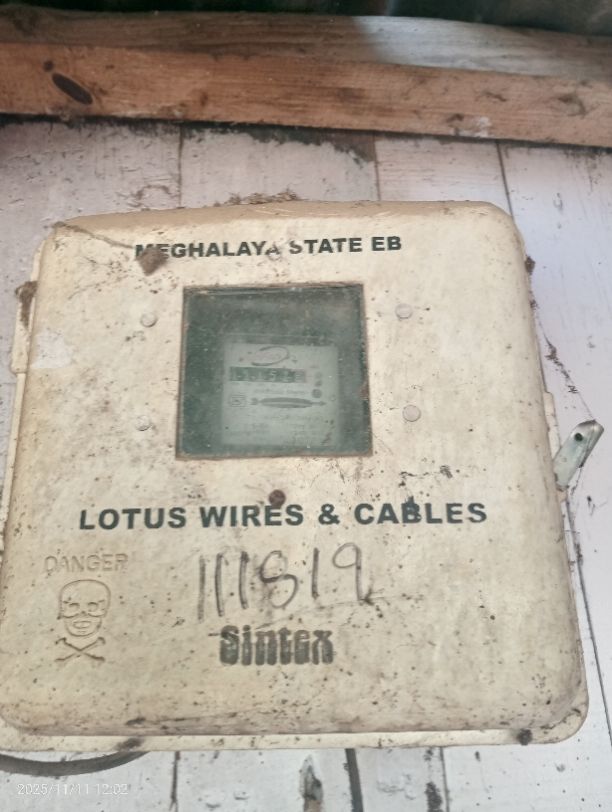 MEGHALAYA STATE EB
LOTUS WIRES & CABLES
DANGER
111819
Sintex
2025/11/11 12:02